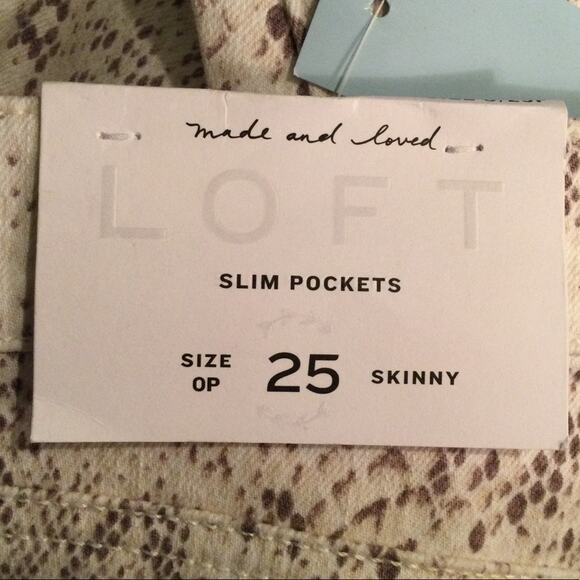 made and loved
LOFT
SLIM POCKETS
SIZE 0P 25 SKINNY